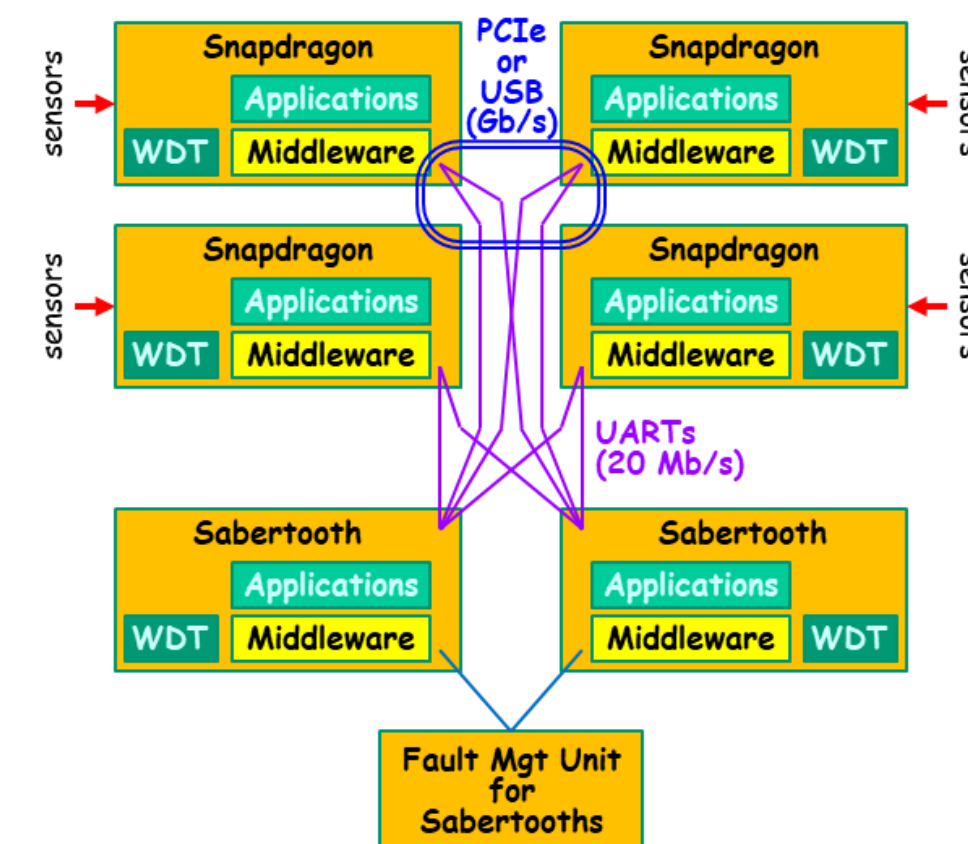 sensors
Snapdragon
Applications
WDT
Middleware
PCIe
or
USB
(Gb/s)
Snapdragon
Applications
Middleware
WDT
sensors
sensors
Snapdragon
Applications
WDT
Middleware
Snapdragon
Applications
Middleware
WDT
sensors
UARTs
(20 Mb/s)
Sabertooth
Applications
WDT
Middleware
Sabertooth
Applications
Middleware
WDT
Fault Mgt Unit
for
Sabertooths